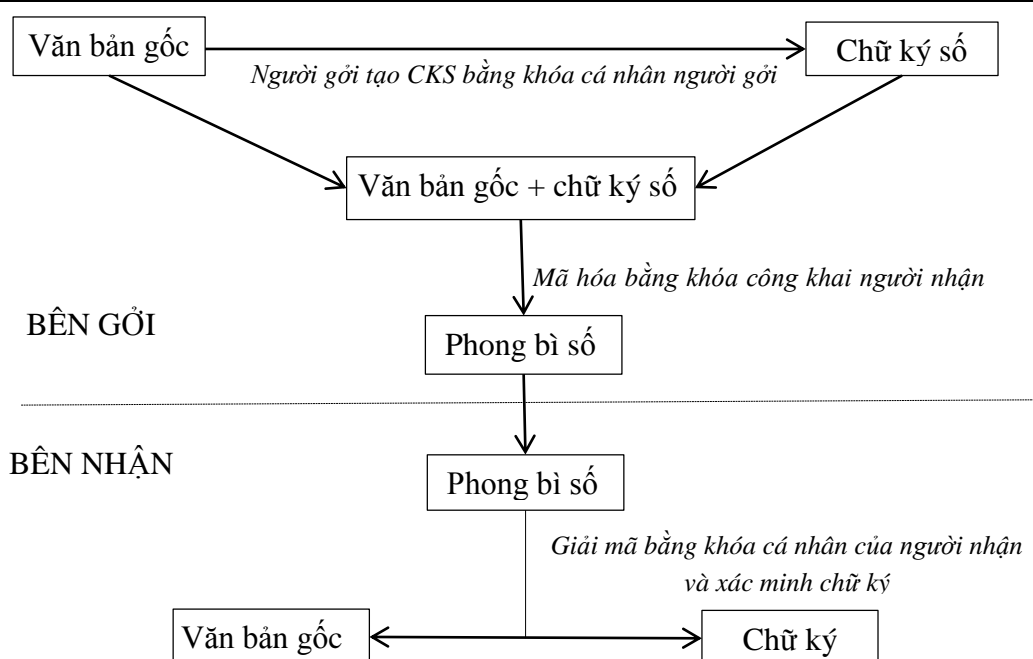 Văn bản gốc
Chữ ký số
Người gởi tạo CKS bằng khóa cá nhân người gởi
Văn bản gốc + chữ ký số
Mã hóa bằng khóa công khai người nhận
BÊN GỞI
Phong bì số
BÊN NHẬN
Phong bì số
Giải mã bằng khóa cá nhân của người nhận
và xác minh chữ ký
Văn bản gốc
Chữ ký